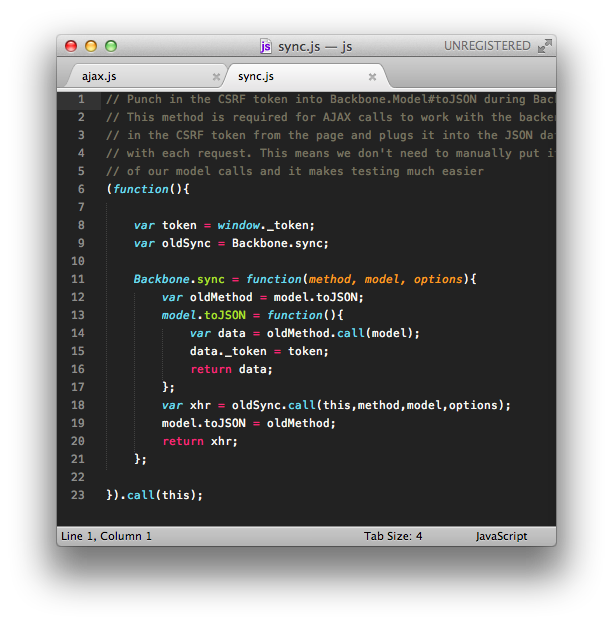 sync.js — js
UNREGISTERED
ajax.js
sync.js
1 // Punch in the CSRF token into Backbone.Model#toJSON during
2 // This method is required for AJAX calls to work with the
3 // in the CSRF token from the page and plugs it into the JSON
4 // with each request. This means we don't need to manually put
5 // of our model calls and it makes testing much easier
6 (function(){
7
8 var token = window._token;
9 var oldSync = Backbone.sync;
10
11 Backbone.sync = function(method, model, options){
12 var oldMethod = model.toJSON;
13 model.toJSON = function(){
14 var data = oldMethod.call(model);
15 data._token = token;
16 return data;
17 };
18 var xhr = oldSync.call(this,method,model,options);
19 model.toJSON = oldMethod;
20 return xhr;
21 };
22
23 }).call(this);
Line 1, Column 1
Tab Size: 4
JavaScript